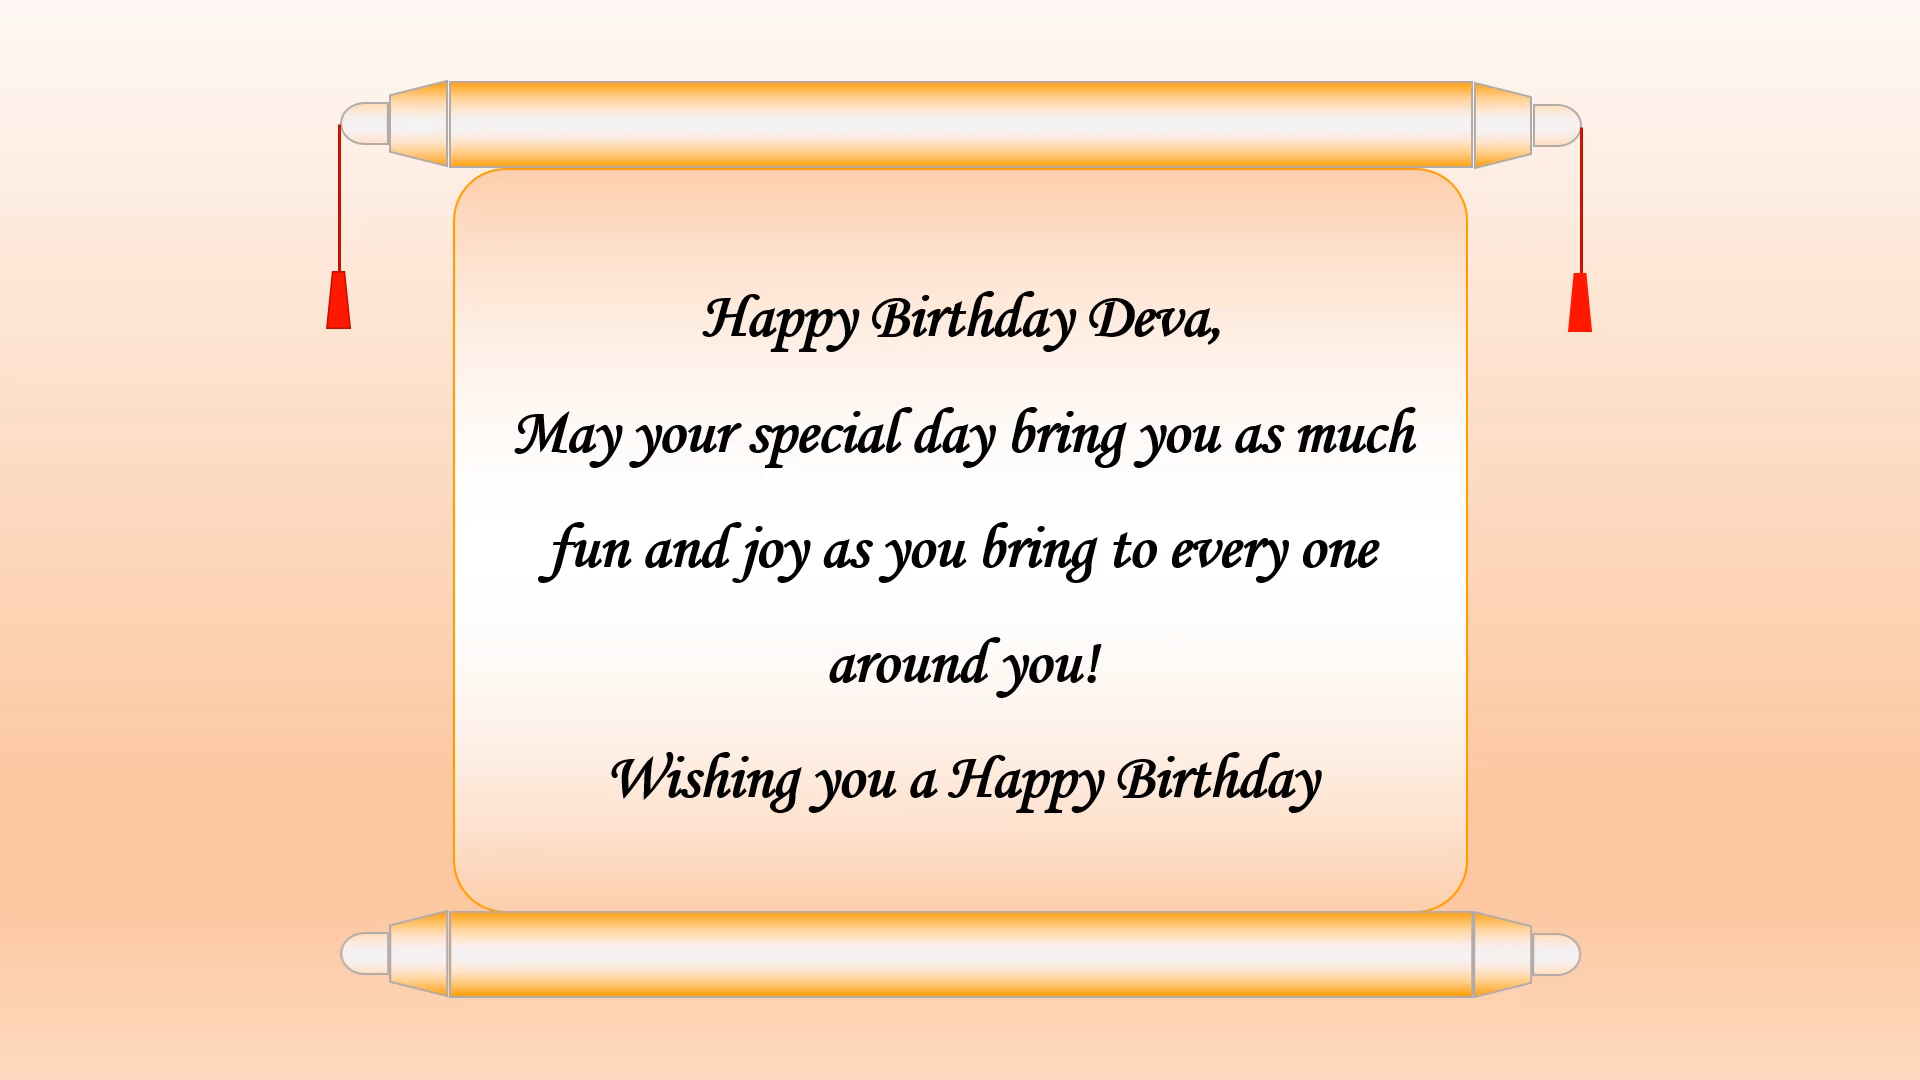 Happy Birthday Deva,
May your special day bring you as much
fun and joy as you bring to every one
around you!
Wishing you a Happy Birthday